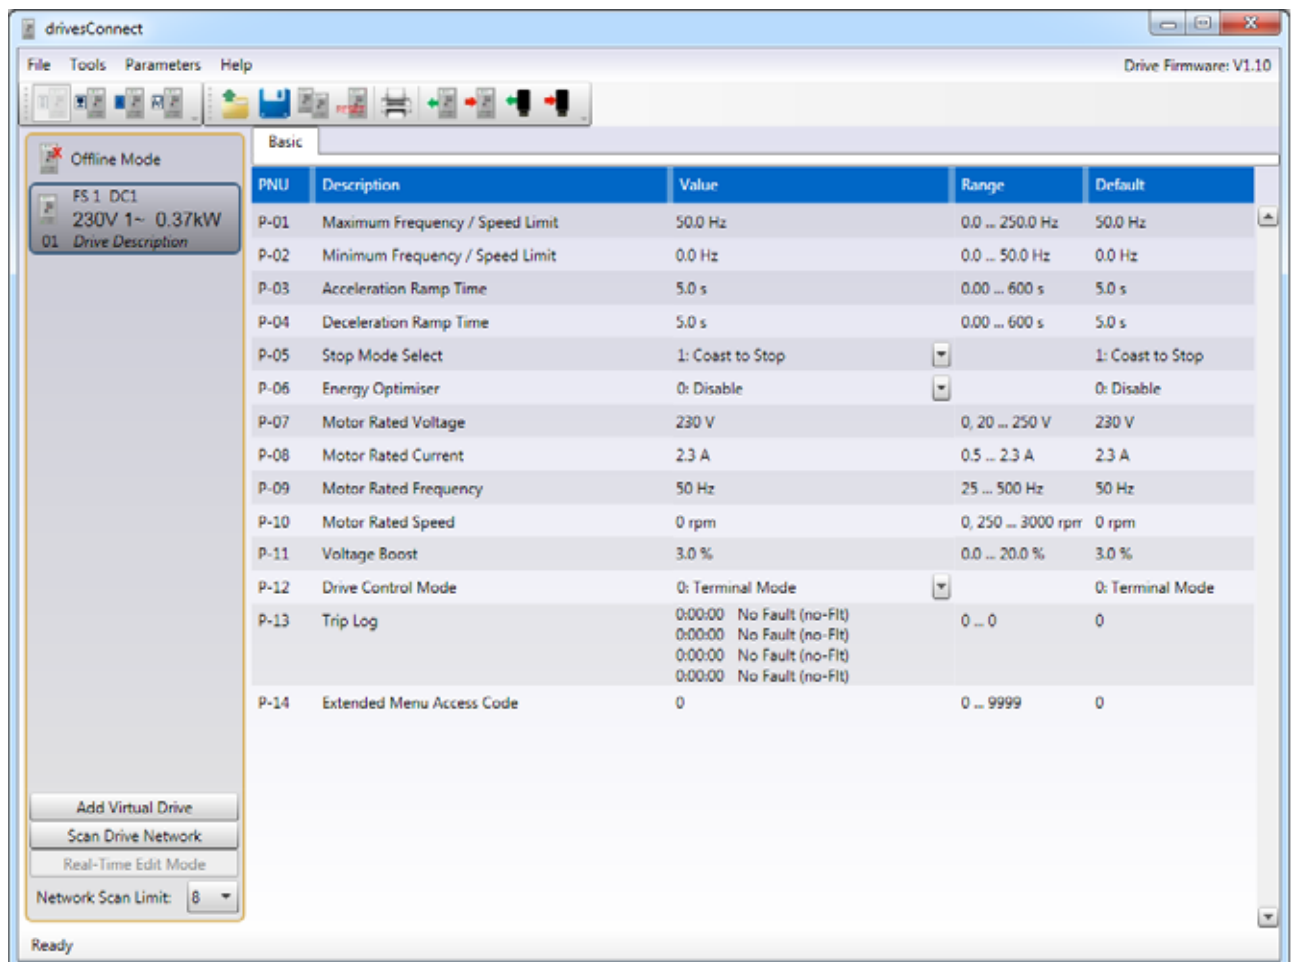 drivesConnect
File Tools Parameters Help Drive Firmware: V1.10
RESET
Offline Mode
FS 1 DC1
230V 1~ 0.37kW
01 Drive Description
Basic
PNU Description Value Range Default
P-01 Maximum Frequency / Speed Limit 50.0 Hz 0.0 ... 250.0 Hz 50.0 Hz
P-02 Minimum Frequency / Speed Limit 0.0 Hz 0.0 ... 50.0 Hz 0.0 Hz
P-03 Acceleration Ramp Time 5.0 s 0.00 ... 600 s 5.0 s
P-04 Deceleration Ramp Time 5.0 s 0.00 ... 600 s 5.0 s
P-05 Stop Mode Select 1: Coast to Stop 1: Coast to Stop
P-06 Energy Optimiser 0: Disable 0: Disable
P-07 Motor Rated Voltage 230 V 0, 20 ... 250 V 230 V
P-08 Motor Rated Current 2.3 A 0.5 ... 2.3 A 2.3 A
P-09 Motor Rated Frequency 50 Hz 25 ... 500 Hz 50 Hz
P-10 Motor Rated Speed 0 rpm 0, 250 ... 3000 rpm 0 rpm
P-11 Voltage Boost 3.0 % 0.0 ... 20.0 % 3.0 %
P-12 Drive Control Mode 0: Terminal Mode 0: Terminal Mode
P-13 Trip Log 0:00:00 No Fault (no-Flt) 0 ... 0 0
0:00:00 No Fault (no-Flt)
0:00:00 No Fault (no-Flt)
0:00:00 No Fault (no-Flt)
P-14 Extended Menu Access Code 0 0 ... 9999 0
Add Virtual Drive
Scan Drive Network
Real-Time Edit Mode
Network Scan Limit: 8
Ready